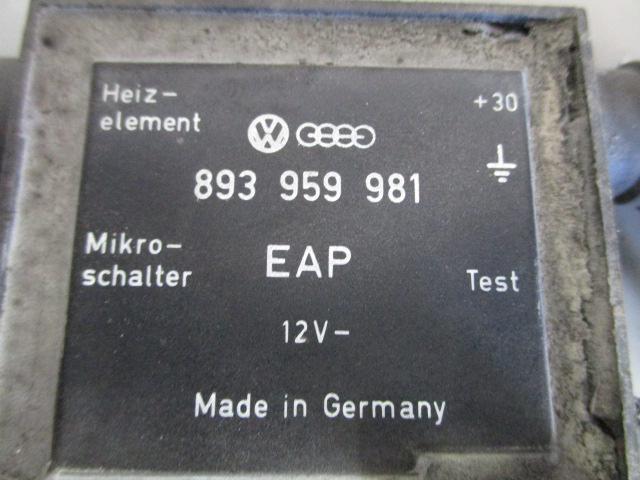 Heiz-
element
+30
893 959 981
Mikro-
schalter
EAP
Test
12V-
Made in Germany